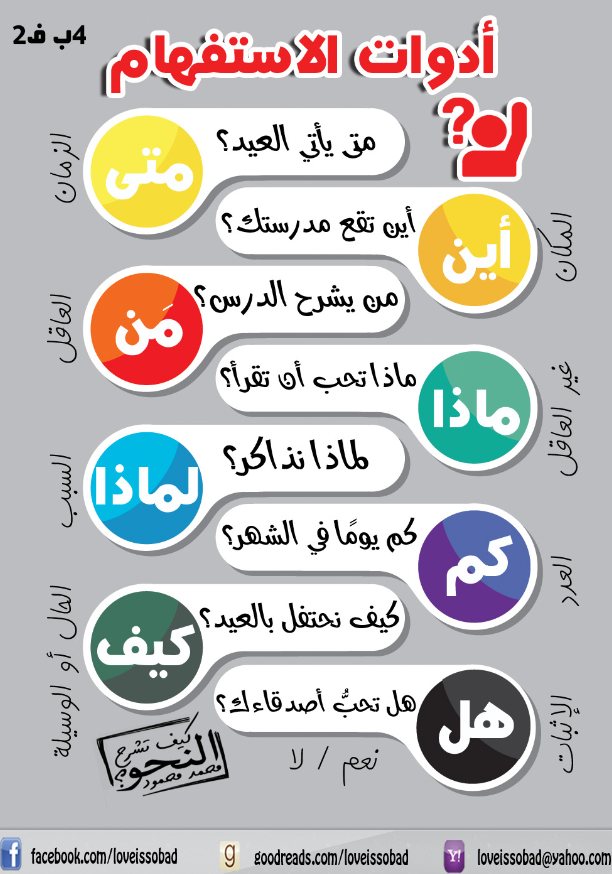 4ب ف2
أدوات الاستفهام
?
متى
متى يأتي العيد؟
الزمان
أين
أين تقع مدرستك؟
المكان
مَن
من يشرح الدرس؟
العاقل
ماذا
ماذا تحب أن تقرأ؟
غير العاقل
لماذا
لماذا نذاكر؟
السبب
كم
كم يومًا في الشهر؟
العدد
كيف
كيف نحتفل بالعيد؟
الحال أو الوسيلة
هل
هل تحبُّ أصدقاءك؟
نعم / لا
الإثبات
كيف تشرح
النحو؟
محمد محمود
f facebook.com/loveissobad
g goodreads.com/loveissobad
Y! loveissobad@yahoo.com